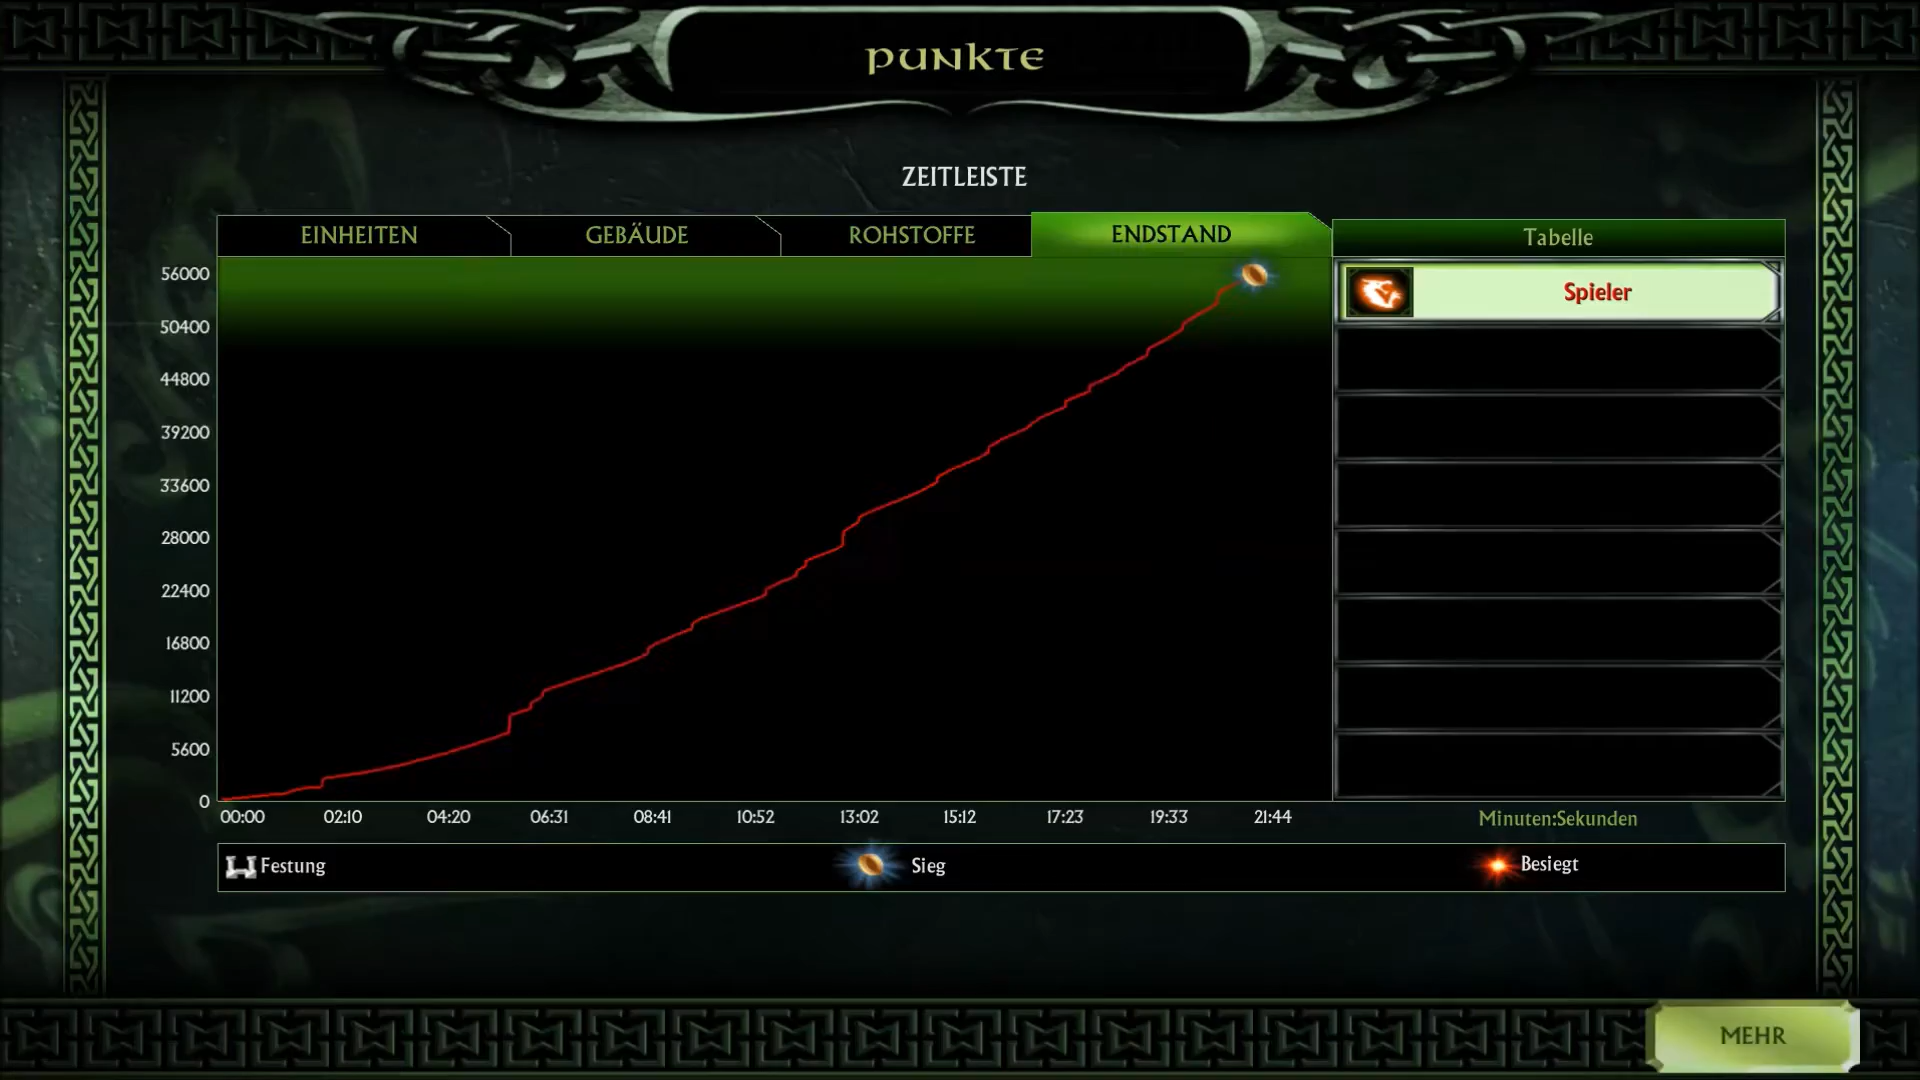 PUNKTE
ZEITLEISTE
EINHEITEN GEBÄUDE ROHSTOFFE ENDSTAND Tabelle
Spieler
56000
50400
44800
39200
33600
28000
22400
16800
11200
5600
0
00:00 02:10 04:20 06:31 08:41 10:52 13:02 15:12 17:23 19:33 21:44 Minuten:Sekunden
Festung Sieg Besiegt
MEHR